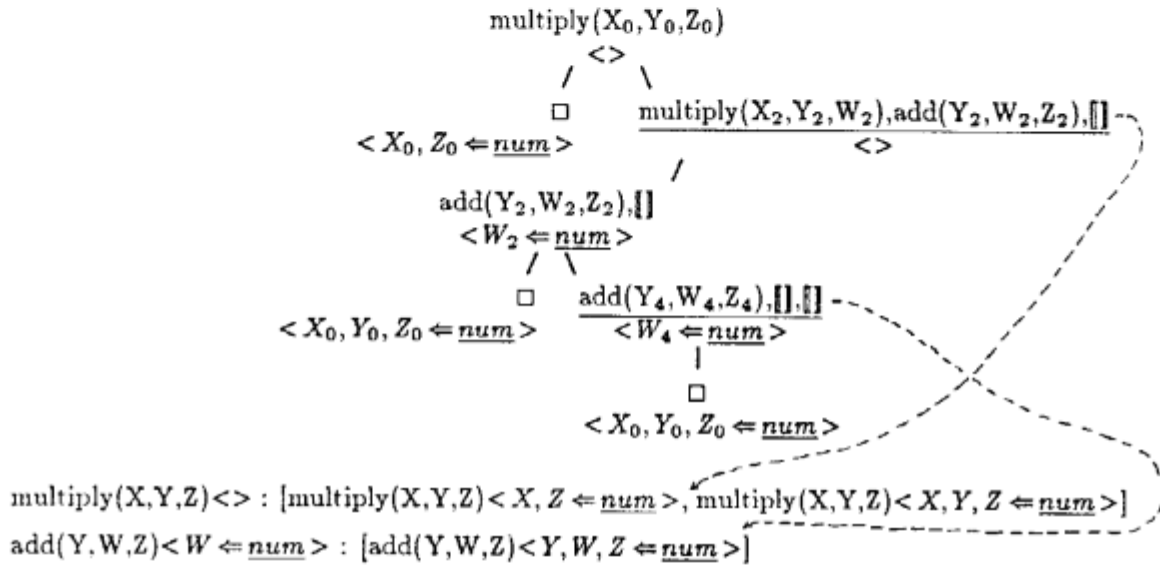 multiply(X₀,Y₀,Z₀)
<>
□ multiply(X₂,Y₂,W₂),add(Y₂,W₂,Z₂),[]
< X₀, Z₀ ⇐ num > <>
add(Y₂,W₂,Z₂),[]
< W₂ ⇐ num >
□ add(Y₄,W₄,Z₄),[],[]
< X₀, Y₀, Z₀ ⇐ num > < W₄ ⇐ num >
□
< X₀, Y₀, Z₀ ⇐ num >
multiply(X,Y,Z)<> : [multiply(X,Y,Z)< X, Z ⇐ num >, multiply(X,Y,Z)< X, Y, Z ⇐ num >]
add(Y,W,Z)< W ⇐ num > : [add(Y,W,Z)< Y, W, Z ⇐ num >]